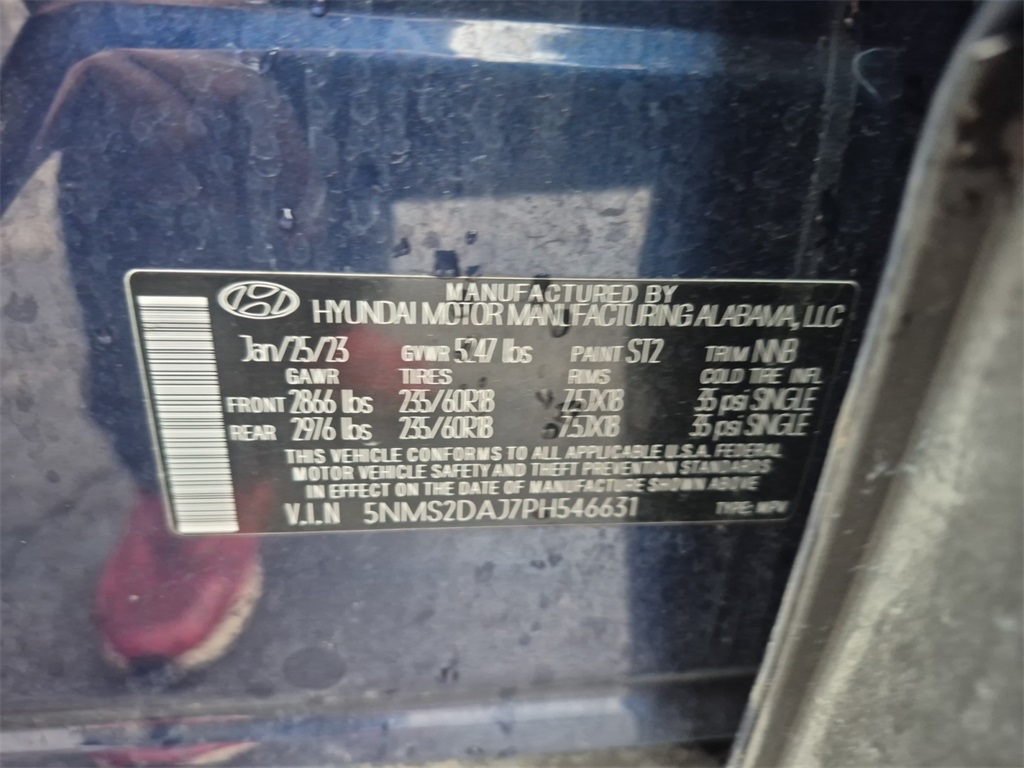 MANUFACTURED BY
HYUNDAI MOTOR MANUFACTURING ALABAMA, LLC
Jan/25/23 GVWR 5247 lbs PAINT ST2 TRIM NNB
GAWR TIRES RIMS COLD TIRE INFL
FRONT 2866 lbs 235/60R18 7.5JX18 35 psi SINGLE
REAR 2976 lbs 235/60R18 7.5JX18 35 psi SINGLE
THIS VEHICLE CONFORMS TO ALL APPLICABLE U.S.A. FEDERAL
MOTOR VEHICLE SAFETY AND THEFT PREVENTION STANDARDS
IN EFFECT ON THE DATE OF MANUFACTURE SHOWN ABOVE
V.I.N 5NMS2DAJ7PH546631 TYPE: MPV